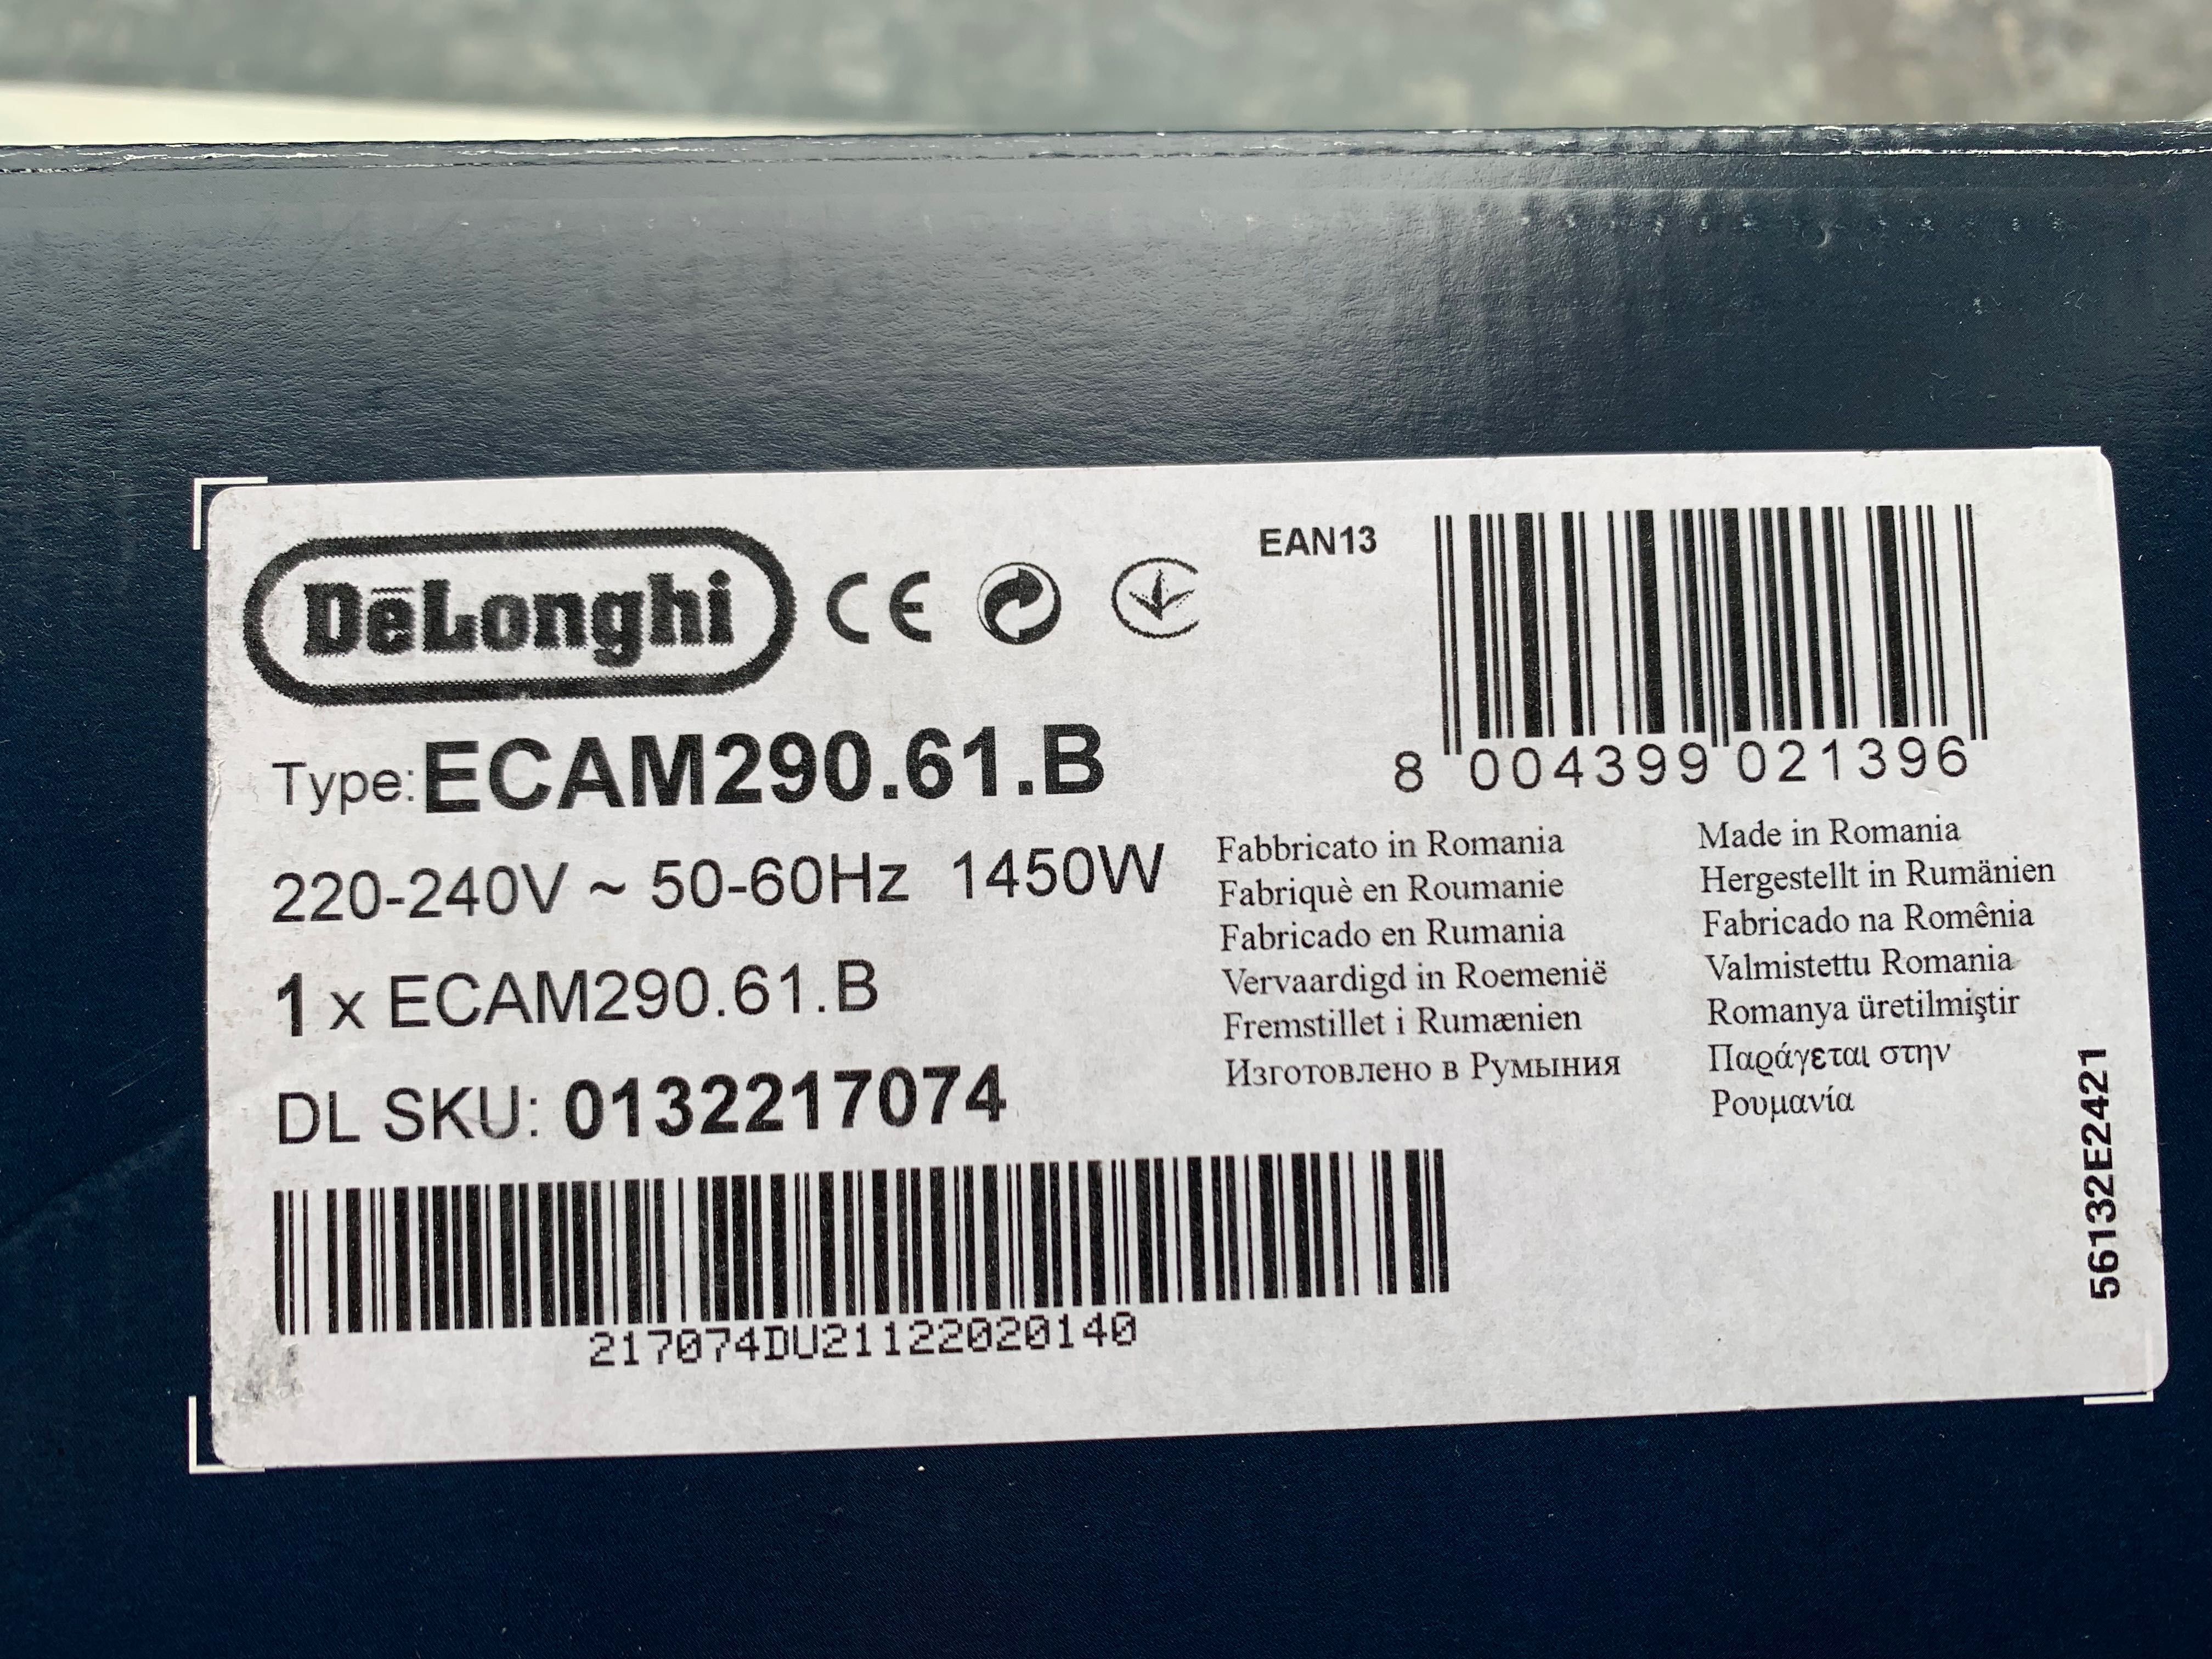 DeLonghi CE
EAN13
8 004399 021396
Type: ECAM290.61.B
220-240V ~ 50-60Hz 1450W
1 x ECAM290.61.B
DL SKU: 0132217074
217074DU21122020140
Fabbricato in Romania
Fabriquè en Roumanie
Fabricado en Rumania
Vervaardigd in Roemenië
Fremstillet i Rumænien
Изготовлено в Румыния
Made in Romania
Hergestellt in Rumänien
Fabricado na Romênia
Valmistettu Romania
Romanya üretilmiştir
Παράγεται στην
Ρουμανία
56132E2421